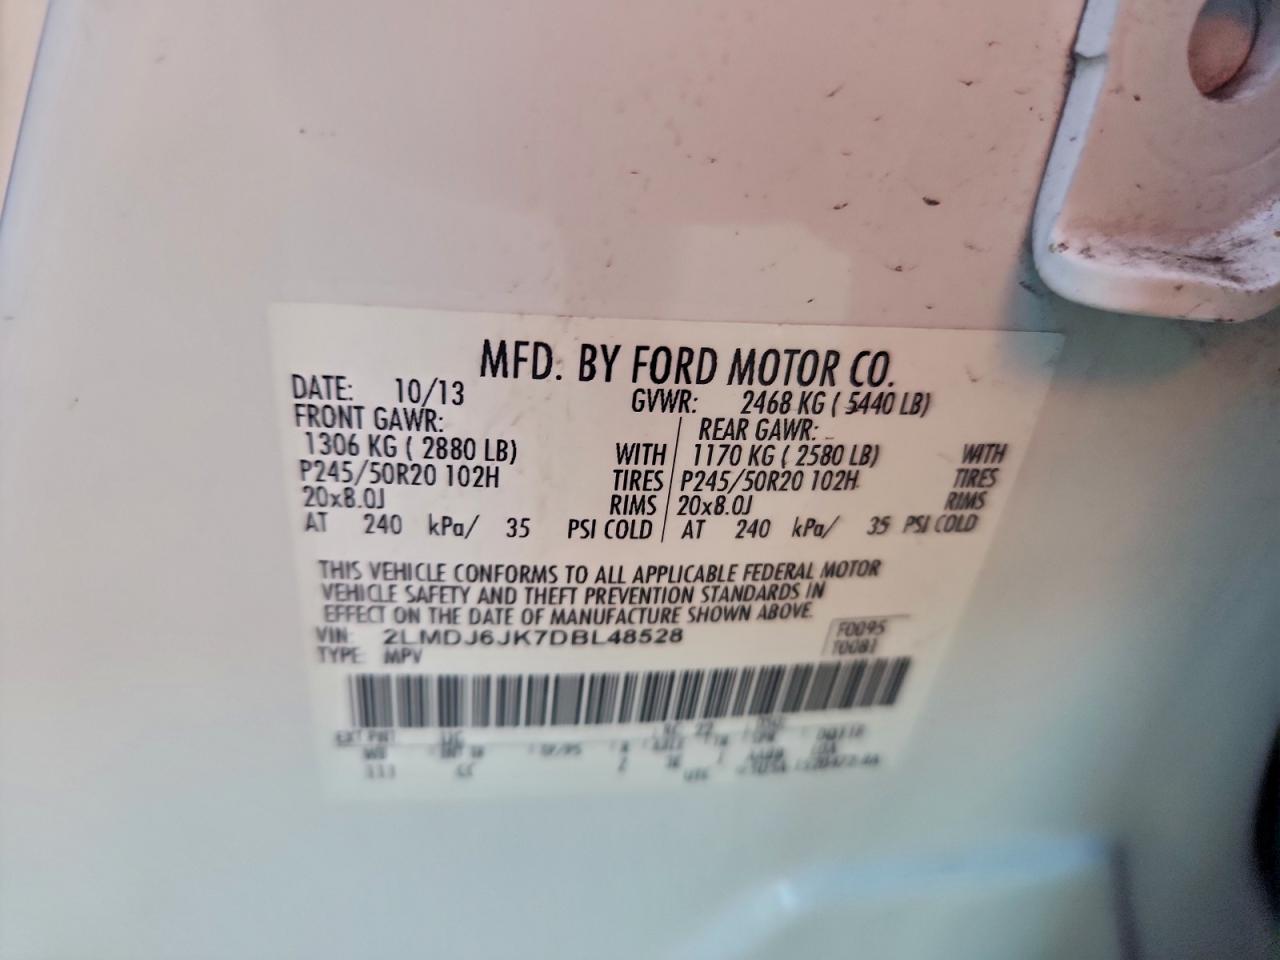 MFD. BY FORD MOTOR CO.
DATE: 10/13 GVWR: 2468 KG ( 5440 LB)
FRONT GAWR: REAR GAWR:
1306 KG ( 2880 LB) WITH 1170 KG ( 2580 LB) WITH
P245/50R20 102H TIRES P245/50R20 102H TIRES
20x8.0J RIMS 20x8.0J RIMS
AT 240 kPa/ 35 PSI COLD AT 240 kPa/ 35 PSI COLD
THIS VEHICLE CONFORMS TO ALL APPLICABLE FEDERAL MOTOR
VEHICLE SAFETY AND THEFT PREVENTION STANDARDS IN
EFFECT ON THE DATE OF MANUFACTURE SHOWN ABOVE.
VIN: 2LMDJ6JK7DBL48528 F0095
TYPE: MPV T0081
EXT PNT